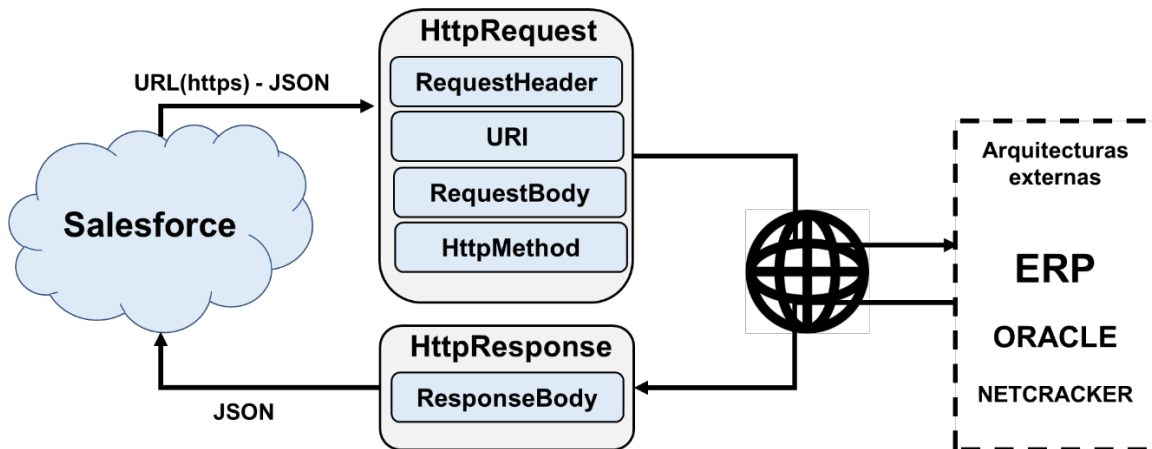 HttpRequest
RequestHeader
URL(https) - JSON
URI
Arquitecturas
externas
RequestBody
Salesforce
HttpMethod
ERP
HttpResponse
ORACLE
ResponseBody
NETCRACKER
JSON